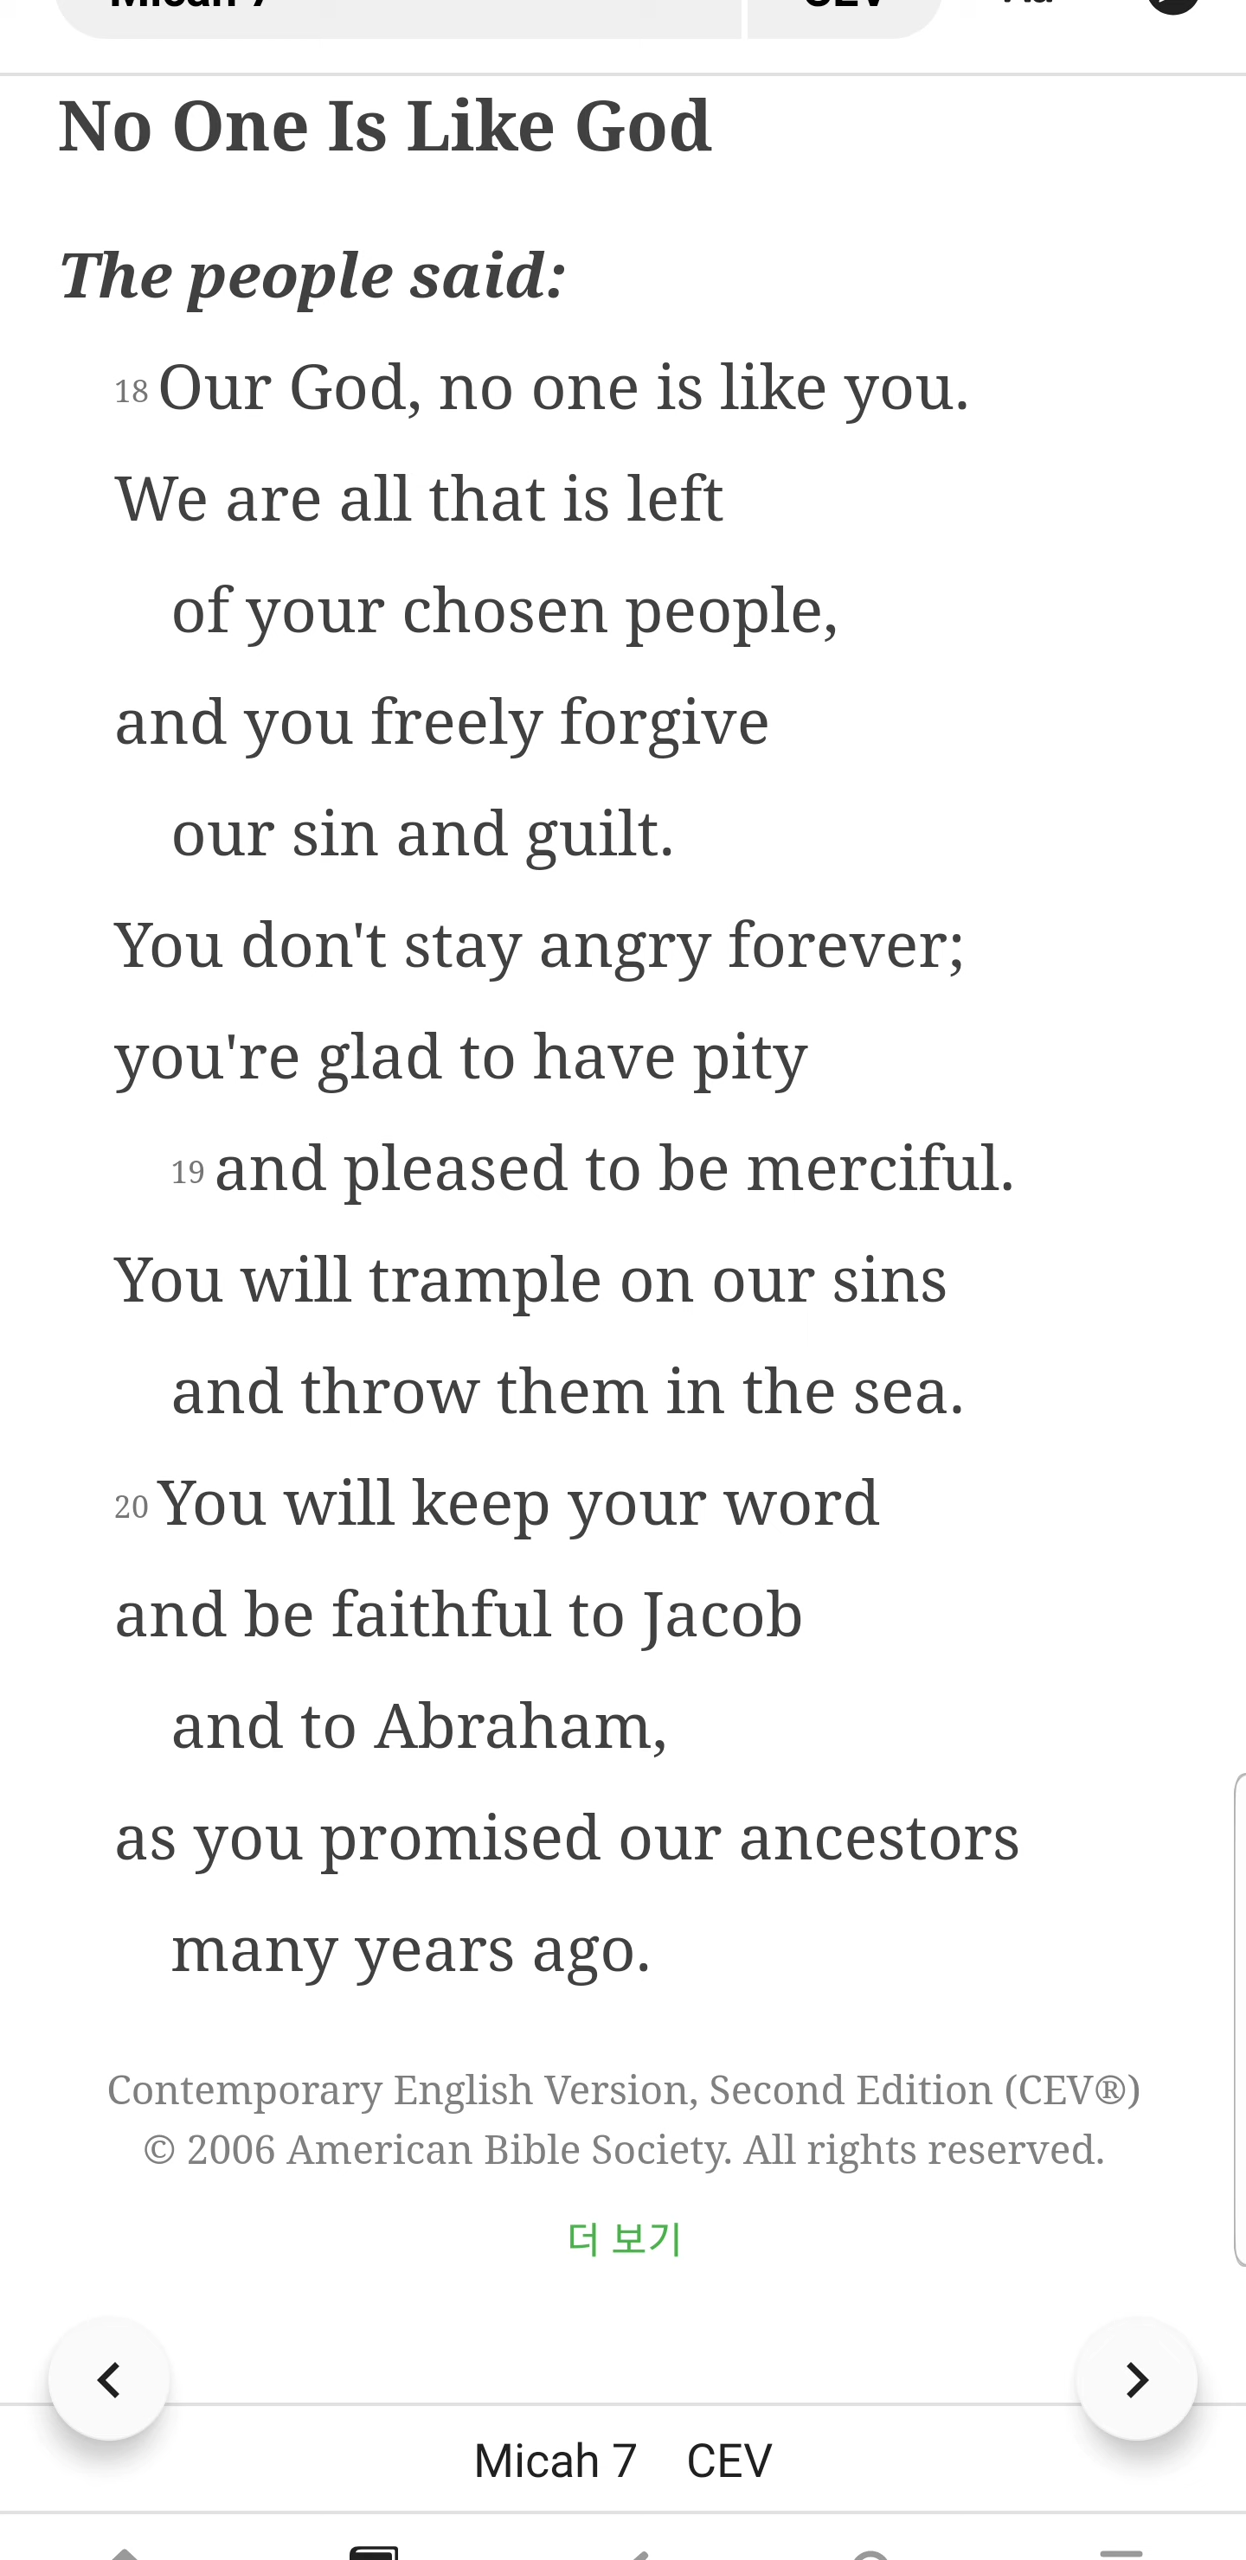 Micah 7 CEV Aa
No One Is Like God
The people said:
18 Our God, no one is like you.
We are all that is left
of your chosen people,
and you freely forgive
our sin and guilt.
You don't stay angry forever;
you're glad to have pity
19 and pleased to be merciful.
You will trample on our sins
and throw them in the sea.
20 You will keep your word
and be faithful to Jacob
and to Abraham,
as you promised our ancestors
many years ago.
Contemporary English Version, Second Edition (CEV®)
© 2006 American Bible Society. All rights reserved.
더 보기
Micah 7 CEV